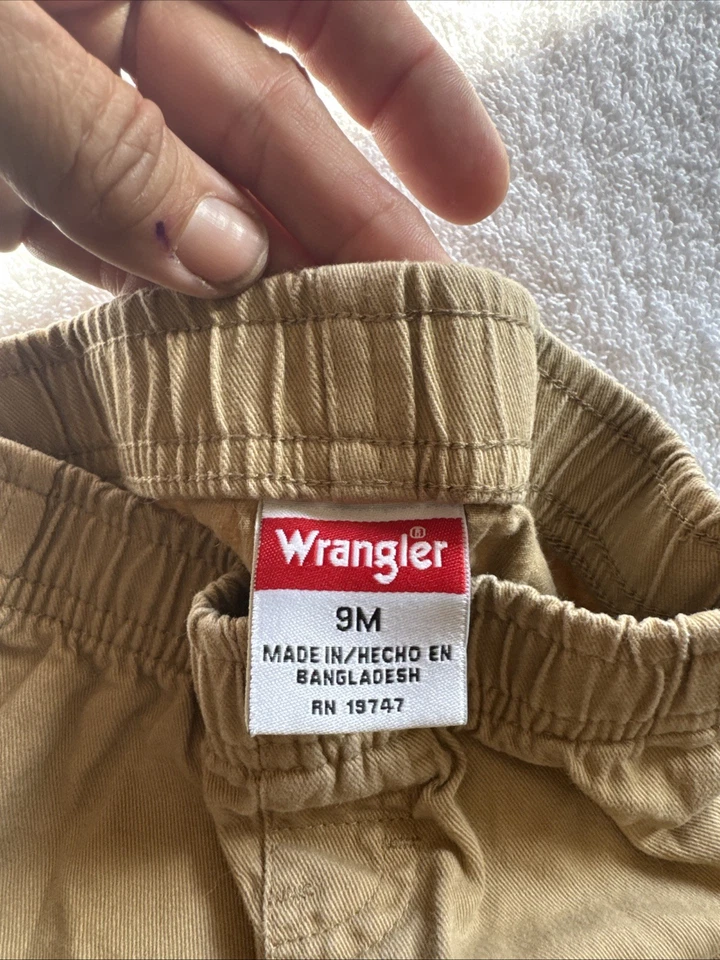 Wrangler®
9M
MADE IN/HECHO EN
BANGLADESH
RN 19747